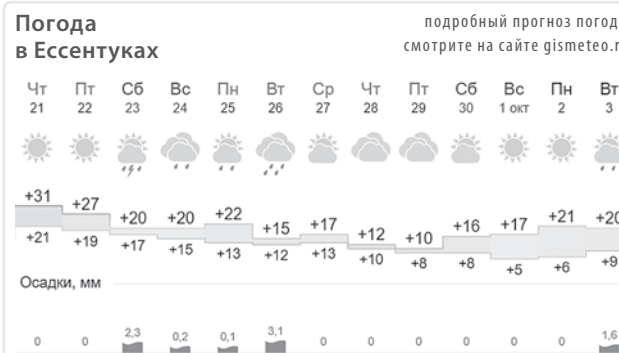 Погода
в Ессентуках
подробный прогноз погод
смотрите на сайте gismeteo.r
Чт Пт Сб Вс Пн Вт Ср Чт Пт Сб Вс Пн Вт
21 22 23 24 25 26 27 28 29 30 1 окт 2 3
+31 +27 +20 +20 +22 +15 +17 +12 +10 +16 +17 +21 +20
+21 +19 +17 +15 +13 +12 +13 +10 +8 +8 +5 +6 +9
Осадки, мм
0 0 2,3 0,2 0,1 3,1 0 0 0 0 0 0 1,6